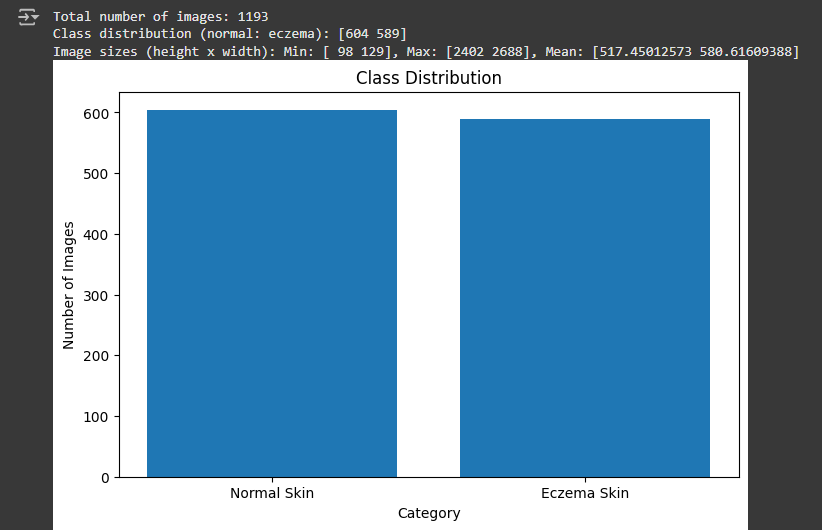 Total number of images: 1193
Class distribution (normal: eczema): [604 589]
Image sizes (height x width): Min: [ 98 129], Max: [2402 2688], Mean: [517.45012573 580.61609388]
Class Distribution
Number of Images
600
500
400
300
200
100
0
Normal Skin Eczema Skin
Category